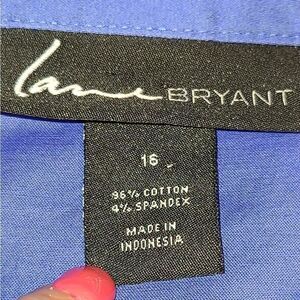 Lane BRYANT
16
96% COTTON
4% SPANDEX
MADE IN
INDONESIA